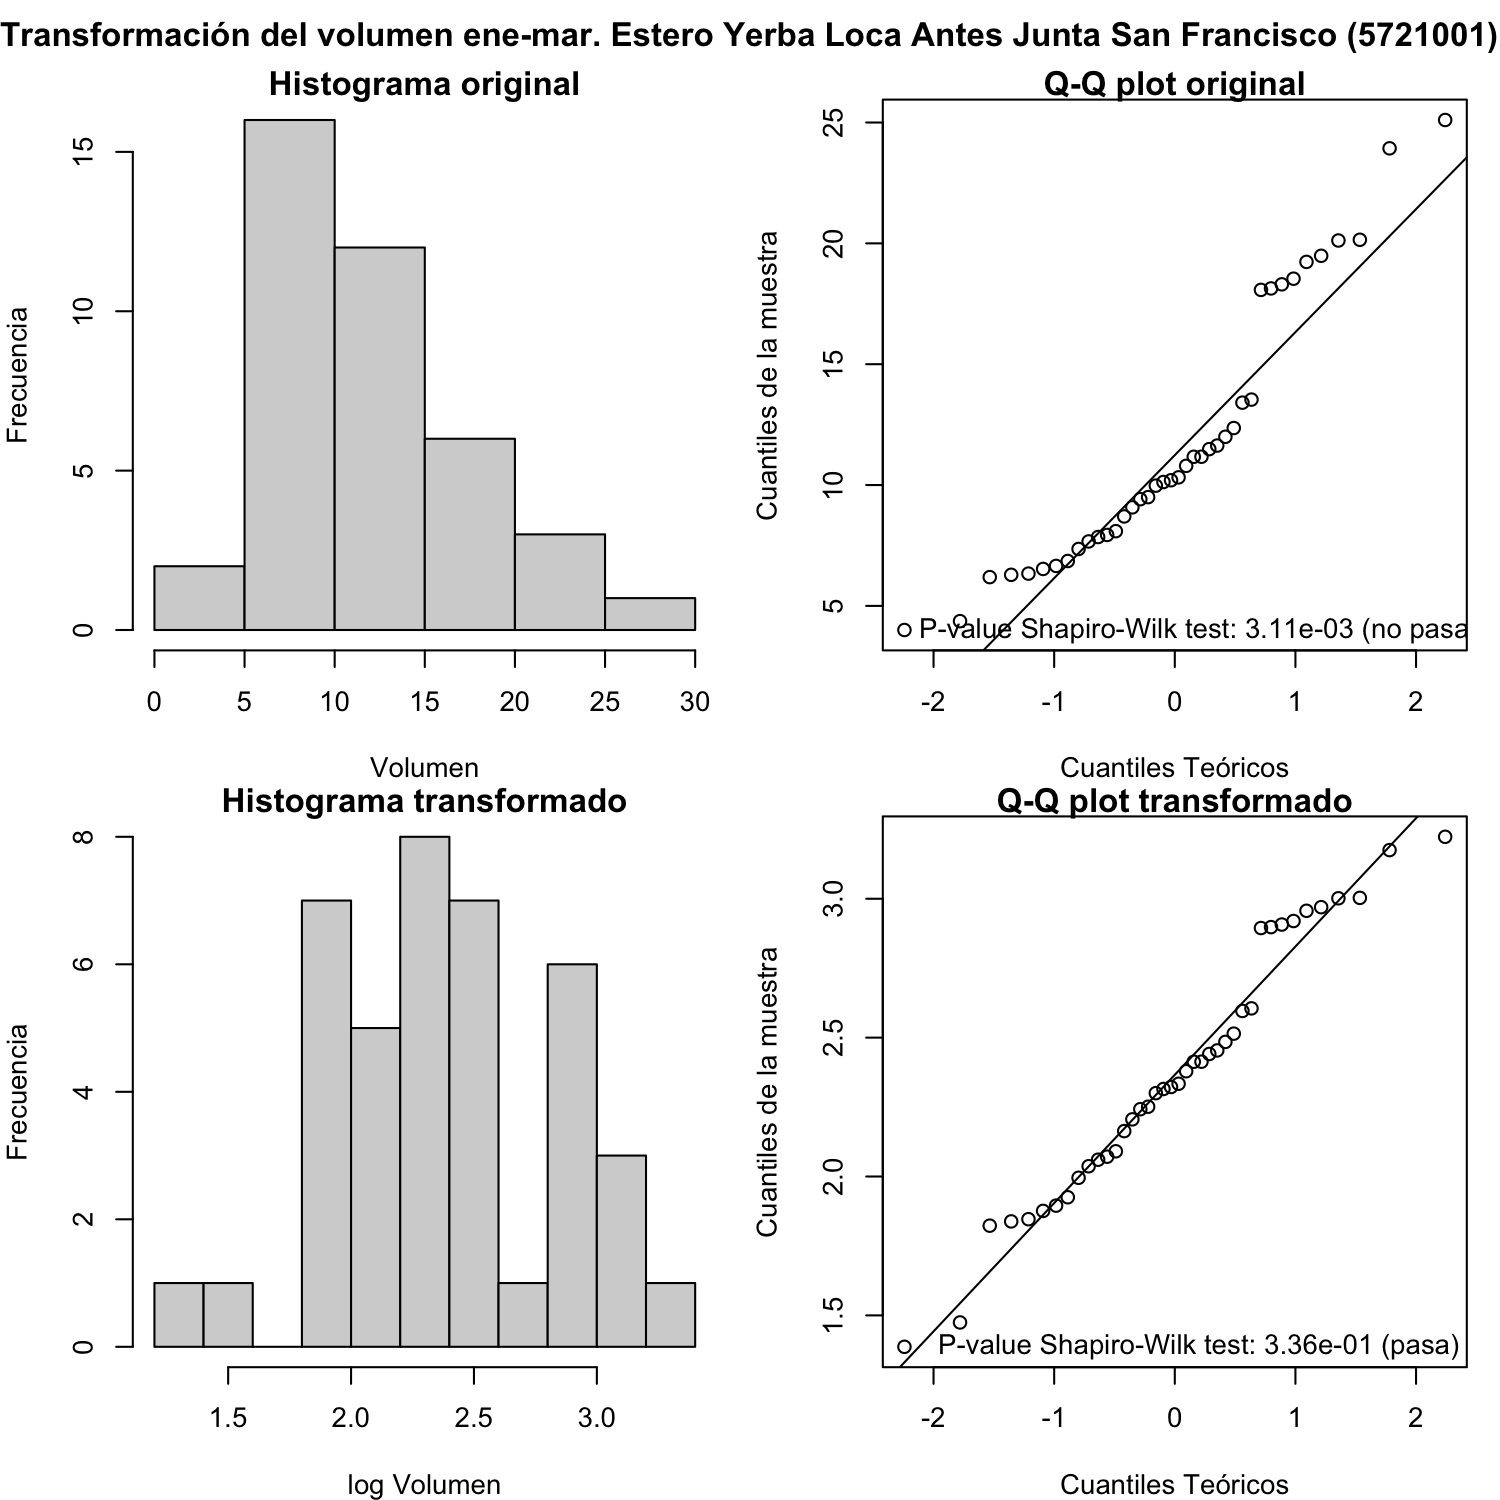 Transformación del volumen ene-mar. Estero Yerba Loca Antes Junta San Francisco (5721001)
Histograma original
Frecuencia
0 5 10 15
0 5 10 15 20 25 30
Volumen
Q-Q plot original
Cuantiles de la muestra
5 10 15 20 25
P-value Shapiro-Wilk test: 3.11e-03 (no pasa
-2 -1 0 1 2
Cuantiles Teóricos
Histograma transformado
Frecuencia
0 2 4 6 8
1.5 2.0 2.5 3.0
log Volumen
Q-Q plot transformado
Cuantiles de la muestra
1.5 2.0 2.5 3.0
P-value Shapiro-Wilk test: 3.36e-01 (pasa)
-2 -1 0 1 2
Cuantiles Teóricos